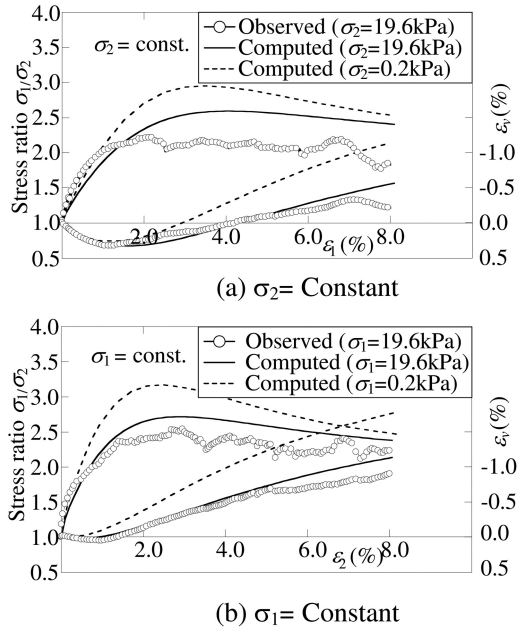 4.0
3.5
3.0
2.5
2.0
1.5
1.0
0.5
Stress ratio σ1/σ2
σ2 = const.
Observed (σ2=19.6kPa)
Computed (σ2=19.6kPa)
Computed (σ2=0.2kPa)
εv(%)
-1.0
-0.5
0.0
0.5
2.0
4.0
6.0
8.0
ε1(%)
(a) σ2= Constant
4.0
3.5
3.0
2.5
2.0
1.5
1.0
0.5
Stress ratio σ1/σ2
σ1 = const.
Observed (σ1=19.6kPa)
Computed (σ1=19.6kPa)
Computed (σ1=0.2kPa)
εv(%)
-1.0
-0.5
0.0
0.5
2.0
4.0
6.0
8.0
ε2(%)
(b) σ1= Constant